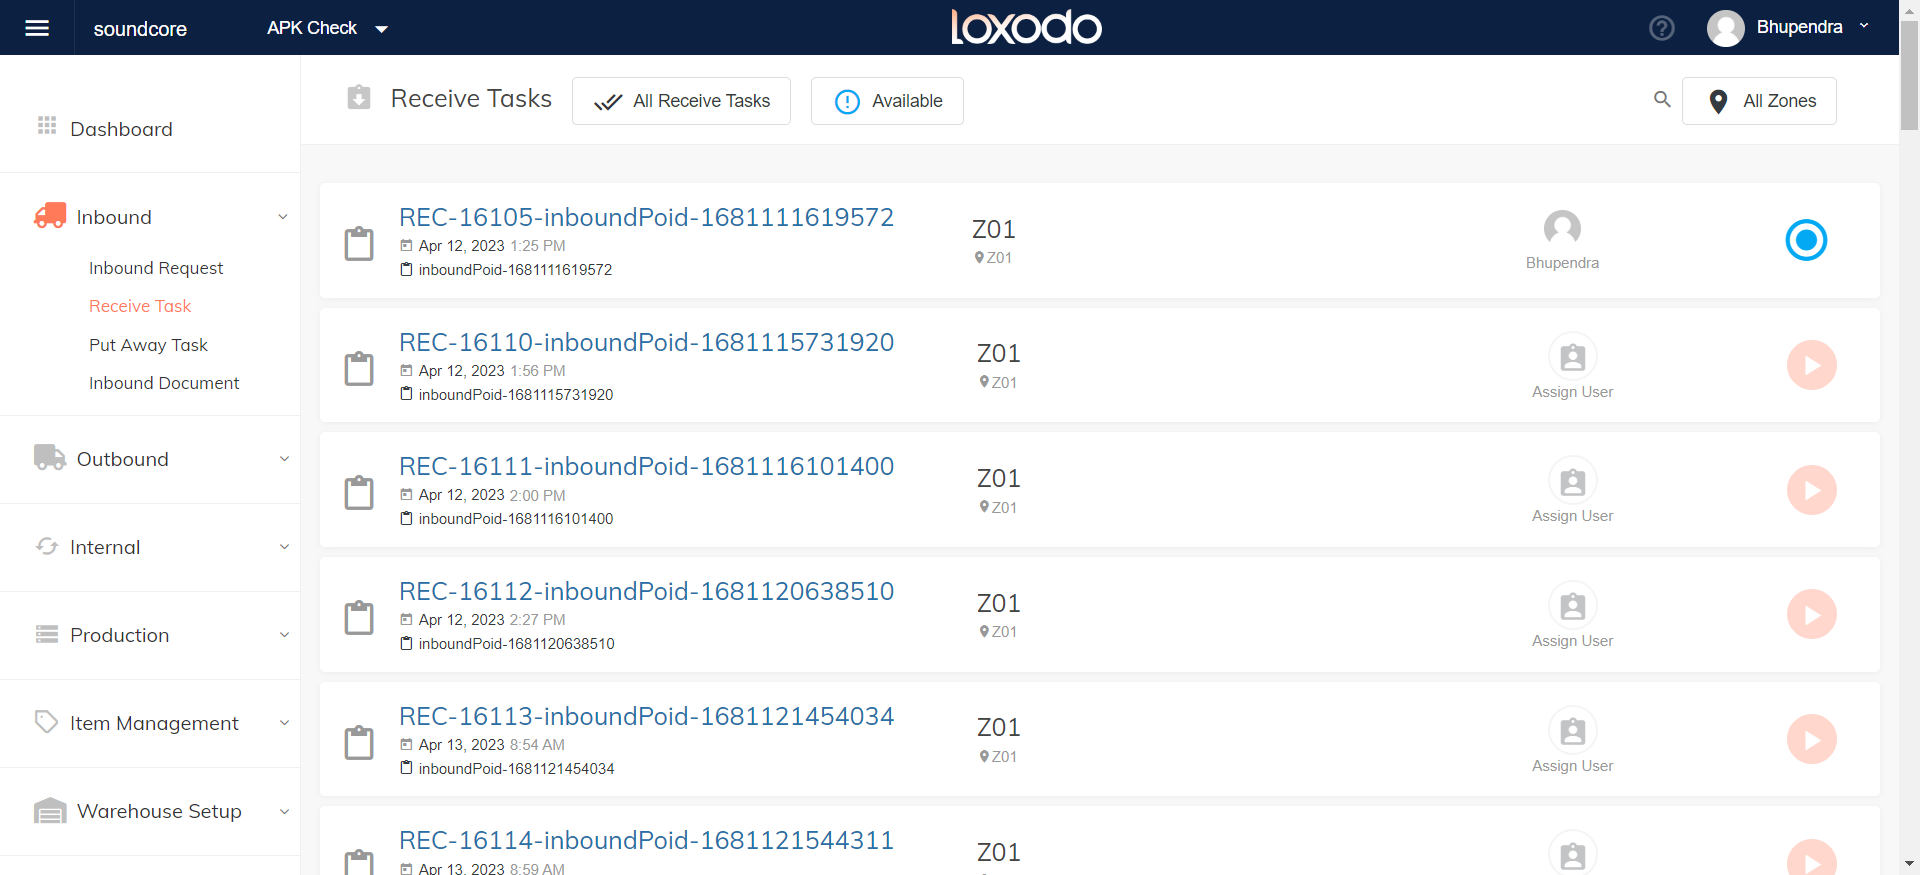 soundcore
APK Check
loxodo
Bhupendra
Dashboard
Inbound
Inbound Request
Receive Task
Put Away Task
Inbound Document
Outbound
Internal
Production
Item Management
Warehouse Setup
Receive Tasks
All Receive Tasks
Available
All Zones
REC-16105-inboundPoid-1681111619572
Apr 12, 2023 1:25 PM
inboundPoid-1681111619572
Z01
Z01
Bhupendra
REC-16110-inboundPoid-1681115731920
Apr 12, 2023 1:56 PM
inboundPoid-1681115731920
Z01
Z01
Assign User
REC-16111-inboundPoid-1681116101400
Apr 12, 2023 2:00 PM
inboundPoid-1681116101400
Z01
Z01
Assign User
REC-16112-inboundPoid-1681120638510
Apr 12, 2023 2:27 PM
inboundPoid-1681120638510
Z01
Z01
Assign User
REC-16113-inboundPoid-1681121454034
Apr 13, 2023 8:54 AM
inboundPoid-1681121454034
Z01
Z01
Assign User
REC-16114-inboundPoid-1681121544311
Apr 13, 2023 8:59 AM
Z01